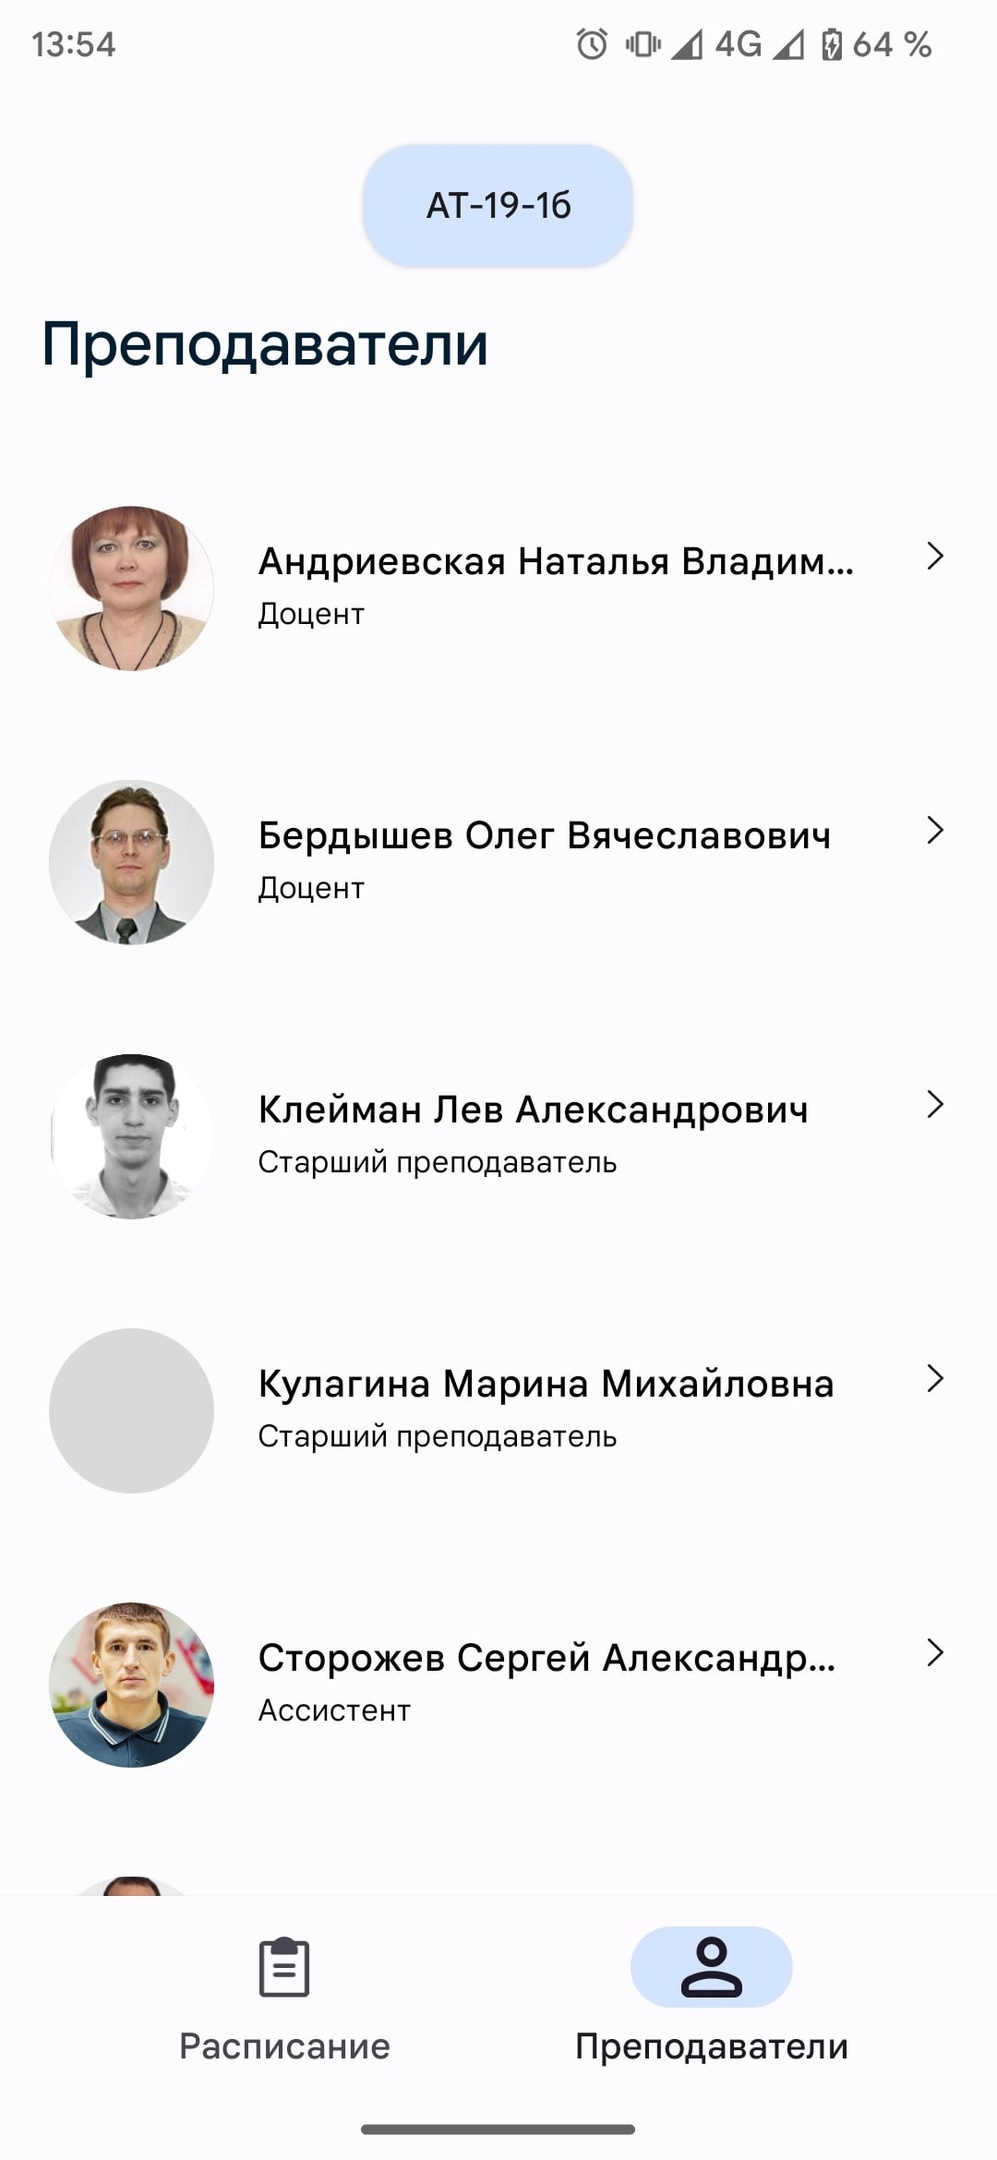 13:54
4G 64 %
АТ-19-1б
Преподаватели
Андриевская Наталья Владим...
Доцент
Бердышев Олег Вячеславович
Доцент
Клейман Лев Александрович
Старший преподаватель
Кулагина Марина Михайловна
Старший преподаватель
Сторожев Сергей Александр...
Ассистент
Расписание
Преподаватели